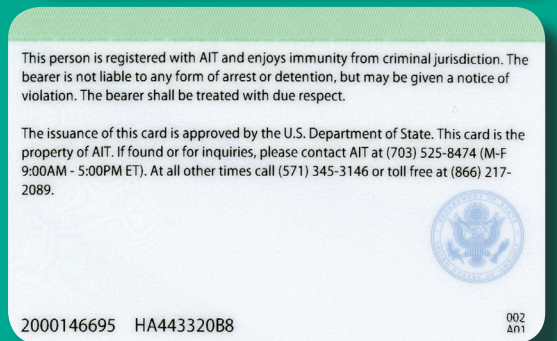 This person is registered with AIT and enjoys immunity from criminal jurisdiction. The
bearer is not liable to any form of arrest or detention, but may be given a notice of
violation. The bearer shall be treated with due respect.
The issuance of this card is approved by the U.S. Department of State. This card is the
property of AIT. If found or for inquiries, please contact AIT at (703) 525-8474 (M-F
9:00AM - 5:00PM ET). At all other times call (571) 345-3146 or toll free at (866) 217-
2089.
2000146695 HA443320B8
002
A01